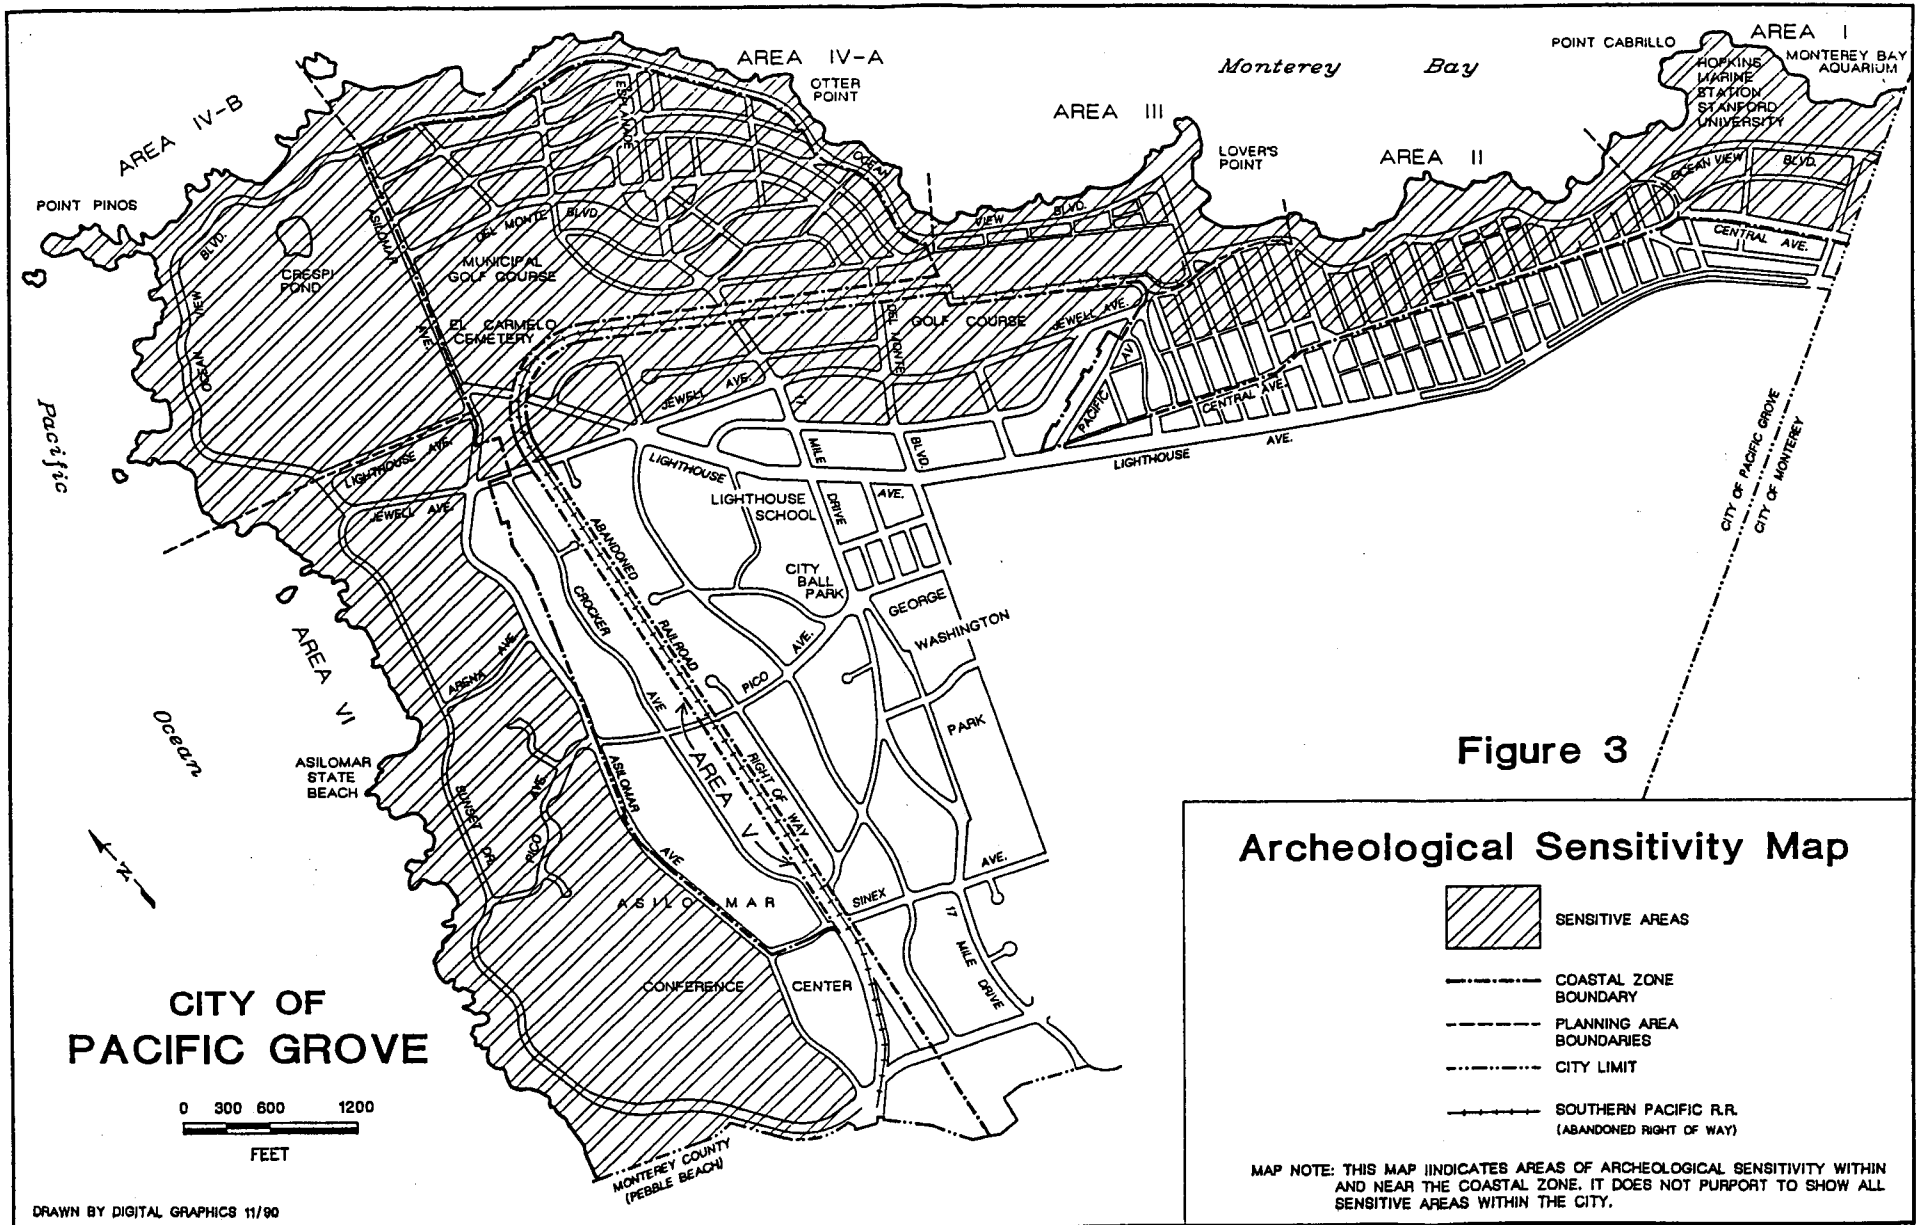 AREA IV-A
OTTER
POINT
Monterey Bay
POINT CABRILLO
AREA I
MONTEREY BAY
AQUARIUM
HOPKINS
MARINE
STATION
STANFORD
UNIVERSITY
AREA IV-B
AREA III
LOVER'S
POINT
AREA II
POINT PINOS
ESPLANADE
OCEAN
VIEW
BLVD.
OCEAN VIEW
BLVD.
CENTRAL AVE.
BLVD.
VIEW
OCEAN
CRESPI
POND
ASILOMAR
AVE.
DEL MONTE BLVD.
MUNICIPAL
GOLF COURSE
EL CARMELO
CEMETERY
DEL MONTE
BLVD.
GOLF COURSE
JEWELL AVE.
JEWELL AVE.
PACIFIC
AV
CENTRAL AVE.
LIGHTHOUSE AVE.
CITY OF PACIFIC GROVE
CITY OF MONTEREY
Pacific
Ocean
LIGHTHOUSE AVE.
JEWELL AVE.
17
MILE
DRIVE
LIGHTHOUSE
AVE.
LIGHTHOUSE
SCHOOL
CITY
BALL
PARK
GEORGE
WASHINGTON
PARK
ABANDONED
RAILROAD
RIGHT OF
WAY
CROCKER
AVE
PICO
AVE.
AREA V
AREA VI
ARENA AVE.
ASILOMAR
STATE
BEACH
SUNSET
DR.
PICO
AVE.
ASILOMAR
AVE
SINEX
AVE.
17
MILE
DRIVE
ASILOMAR
CONFERENCE CENTER
MONTEREY COUNTY
(PEBBLE BEACH)
N
CITY OF
PACIFIC GROVE
0 300 600 1200
FEET
DRAWN BY DIGITAL GRAPHICS 11/90
Figure 3
Archeological Sensitivity Map
SENSITIVE AREAS
COASTAL ZONE
BOUNDARY
PLANNING AREA
BOUNDARIES
CITY LIMIT
SOUTHERN PACIFIC R.R.
(ABANDONED RIGHT OF WAY)
MAP NOTE: THIS MAP IINDICATES AREAS OF ARCHEOLOGICAL SENSITIVITY WITHIN
AND NEAR THE COASTAL ZONE. IT DOES NOT PURPORT TO SHOW ALL
SENSITIVE AREAS WITHIN THE CITY.